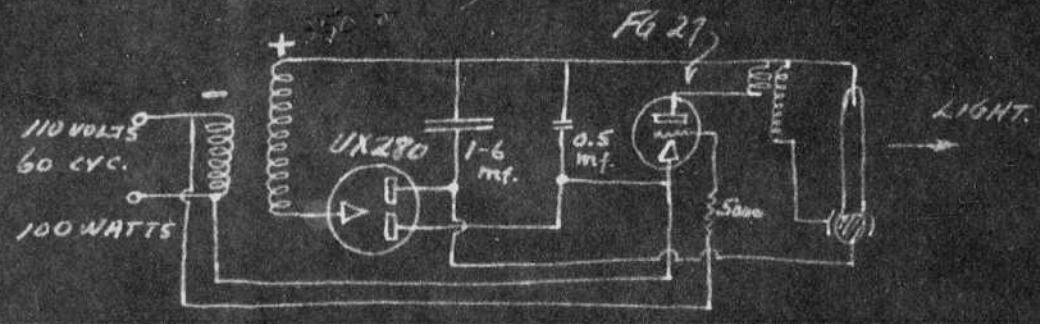 FG 27
110 VOLTS
60 CYC.
100 WATTS
UX280
1-6
mf.
0.5
mf.
5000
LIGHT.